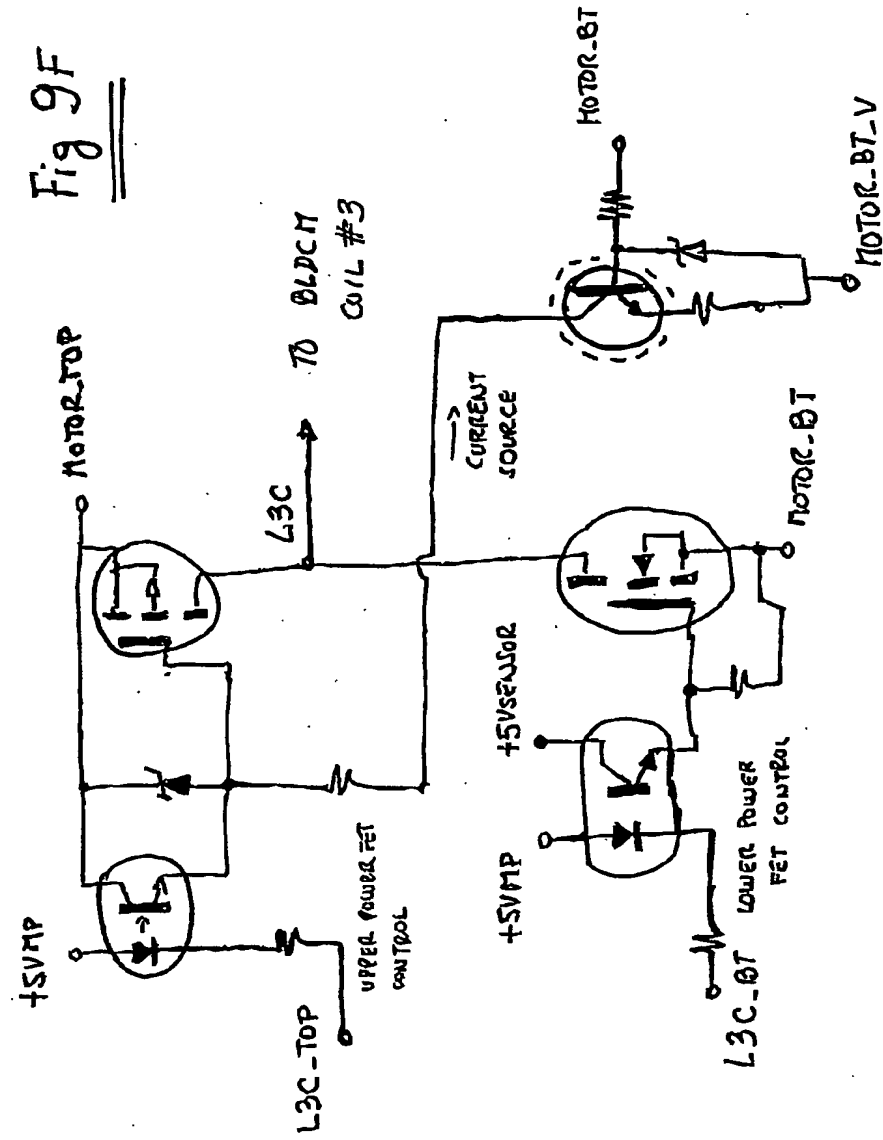 Fig 9F
MOTOR_TOP
+5VMP
L3C_TOP
UPPER POWER FET
CONTROL
L3C
TO BLDCM
COIL #3
→
CURRENT
SOURCE
MOTOR_BT
MOTOR_BT_V
+5VSENSOR
+5VMP
L3C_BT
LOWER POWER
FET CONTROL
MOTOR_BT